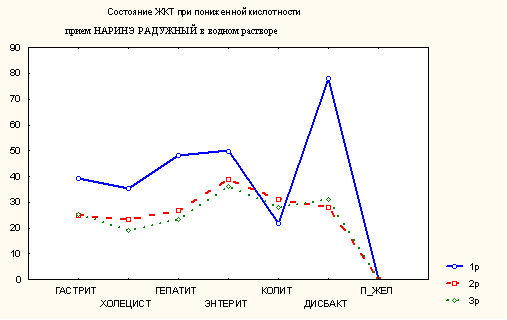 Состояние ЖКТ при пониженной кислотности
прием НАРИНЭ РАДУЖНЫЙ в водном растворе
90
80
70
60
50
40
30
20
10
0
ГАСТРИТ ГЕПАТИТ КОЛИТ П_ЖЕЛ
ХОЛЕЦИСТ ЭНТЕРИТ ДИСБАКТ
1р
2р
3р